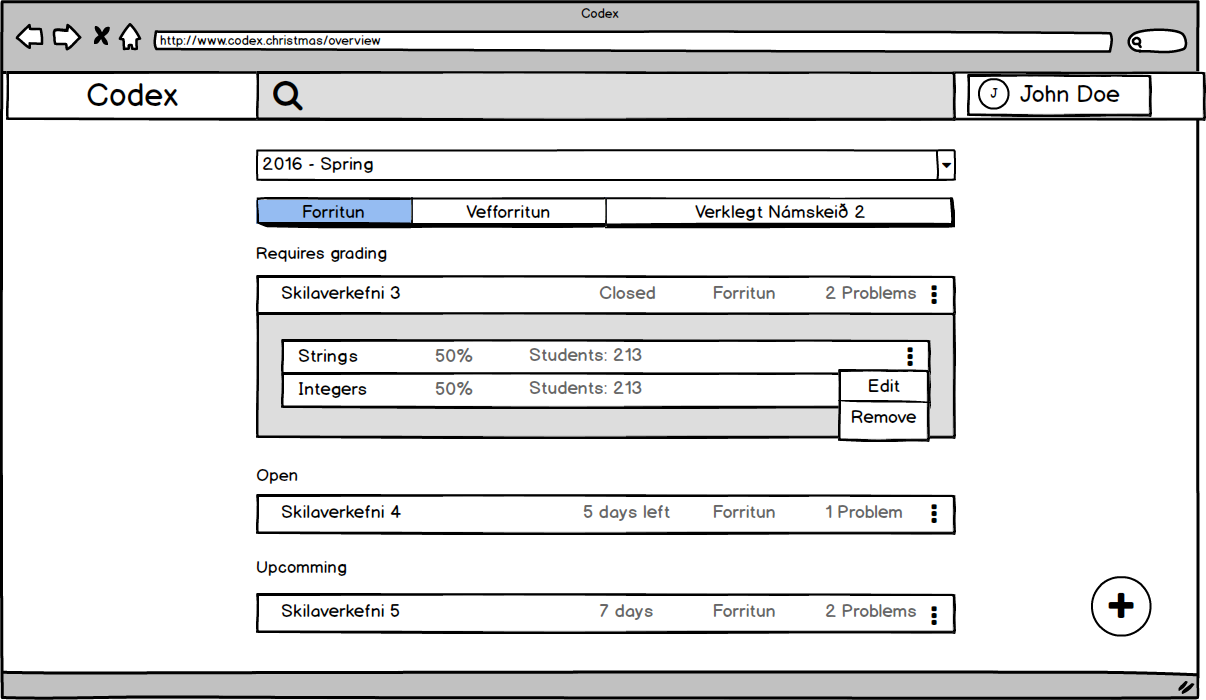 Codex
http://www.codex.christmas/overview
Codex J John Doe
2016 - Spring
Forritun Vefforritun Verklegt Námskeið 2
Requires grading
Skilaverkefni 3 Closed Forritun 2 Problems
Strings 50% Students: 213
Integers 50% Students: 213
Edit
Remove
Open
Skilaverkefni 4 5 days left Forritun 1 Problem
Upcomming
Skilaverkefni 5 7 days Forritun 2 Problems